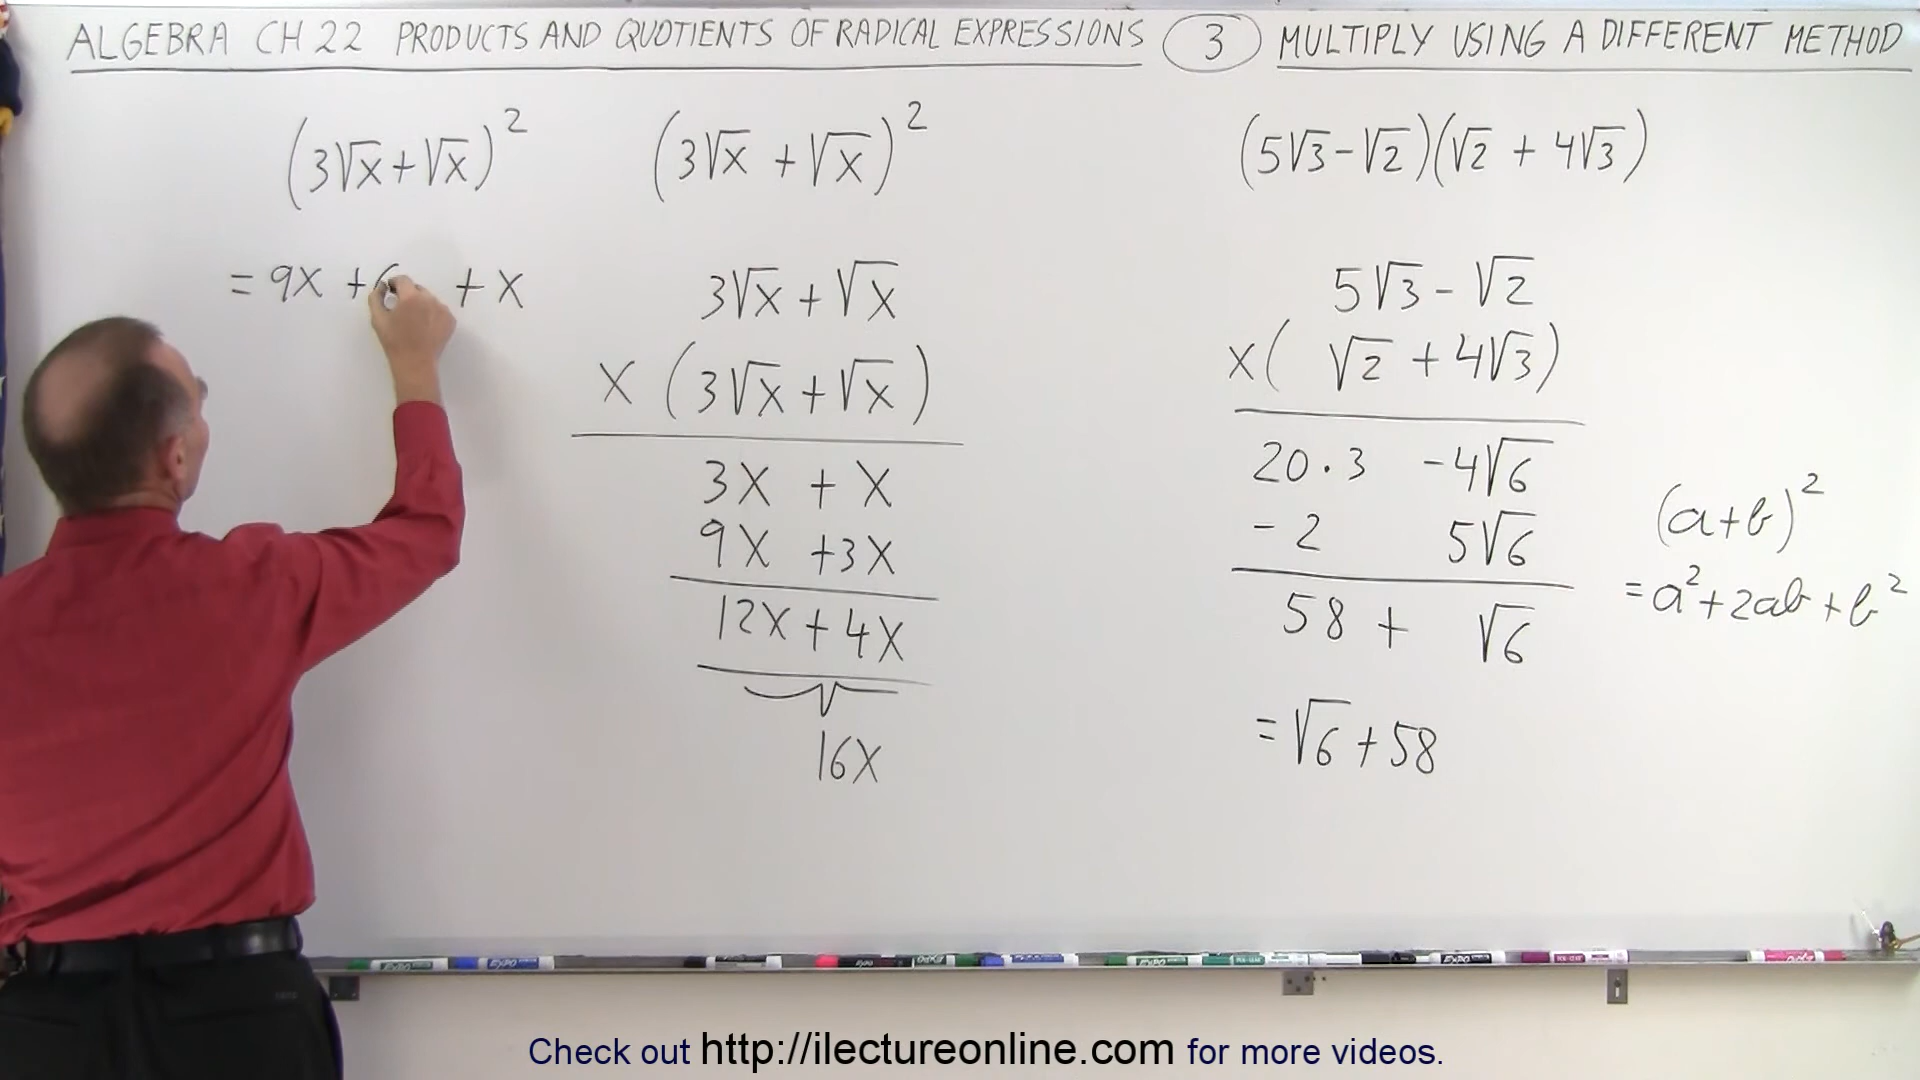 ALGEBRA CH 22 PRODUCTS AND QUOTIENTS OF RADICAL EXPRESSIONS 3 MULTIPLY USING A DIFFERENT METHOD
(3√x+√x)²
= 9X +6 + X
(3√x + √x)²
3√x + √x
X (3√x + √x)
3X + X
9X +3X
12X + 4X
16X
(5√3-√2)(√2 + 4√3)
5√3 - √2
X( √2 + 4√3)
20·3 -4√6
-2 5√6
58 + √6
= √6 + 58
(a+b)²
= a²+2ab+b²
Check out http://ilectureonline.com for more videos.